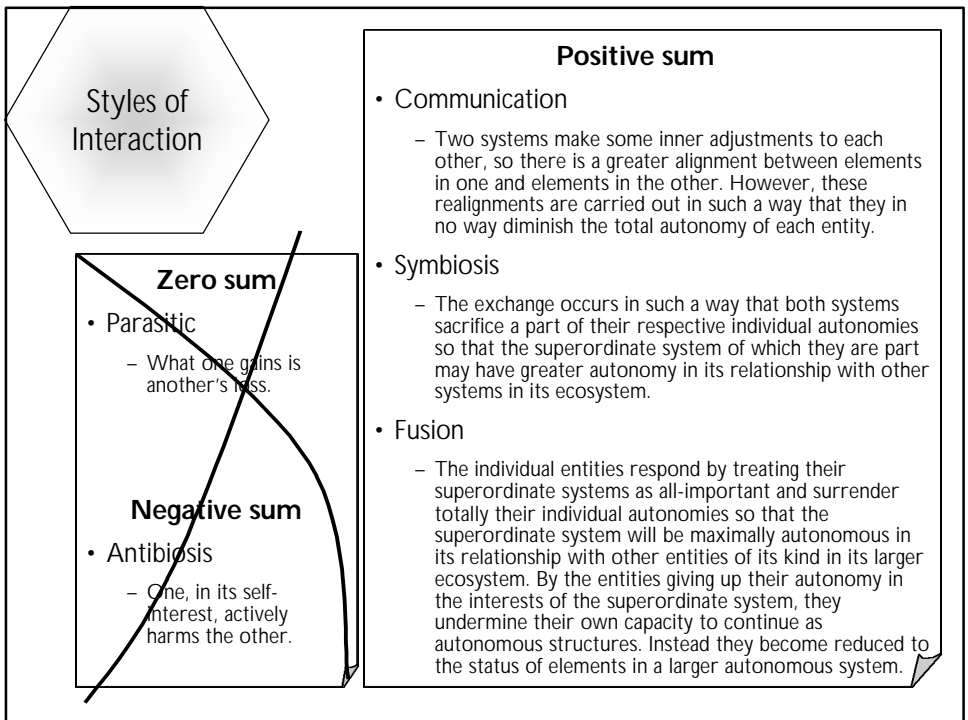 Styles of
Interaction
Zero sum
• Parasitic
– What one gains is
another's loss.
Negative sum
• Antibiosis
– One, in its self-
interest, actively
harms the other.
Positive sum
• Communication
– Two systems make some inner adjustments to each
other, so there is a greater alignment between elements
in one and elements in the other. However, these
realignments are carried out in such a way that they in
no way diminish the total autonomy of each entity.
• Symbiosis
– The exchange occurs in such a way that both systems
sacrifice a part of their respective individual autonomies
so that the superordinate system of which they are part
may have greater autonomy in its relationship with other
systems in its ecosystem.
• Fusion
– The individual entities respond by treating their
superordinate systems as all-important and surrender
totally their individual autonomies so that the
superordinate system will be maximally autonomous in
its relationship with other entities of its kind in its larger
ecosystem. By the entities giving up their autonomy in
the interests of the superordinate system, they
undermine their own capacity to continue as
autonomous structures. Instead they become reduced to
the status of elements in a larger autonomous system.